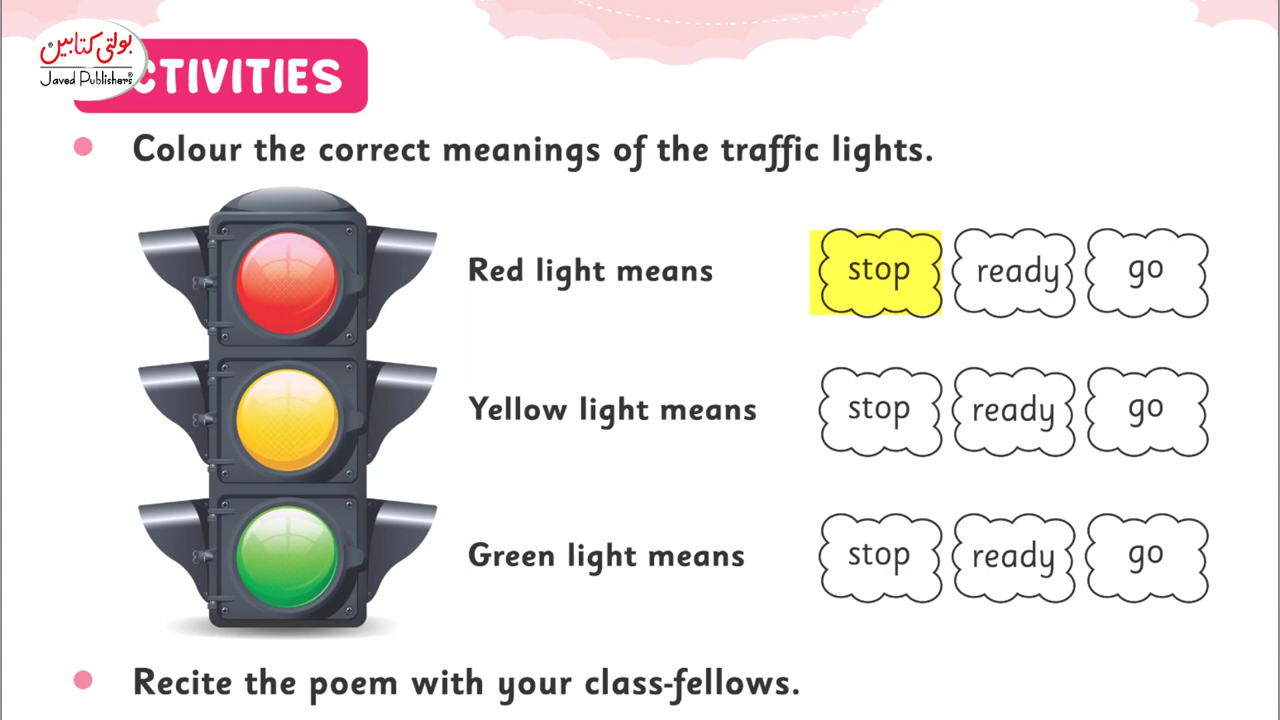 بولتی کتابیں
Javed Publishers®
CTIVITIES
Colour the correct meanings of the traffic lights.
Red light means stop ready go
Yellow light means stop ready go
Green light means stop ready go
Recite the poem with your class-fellows.